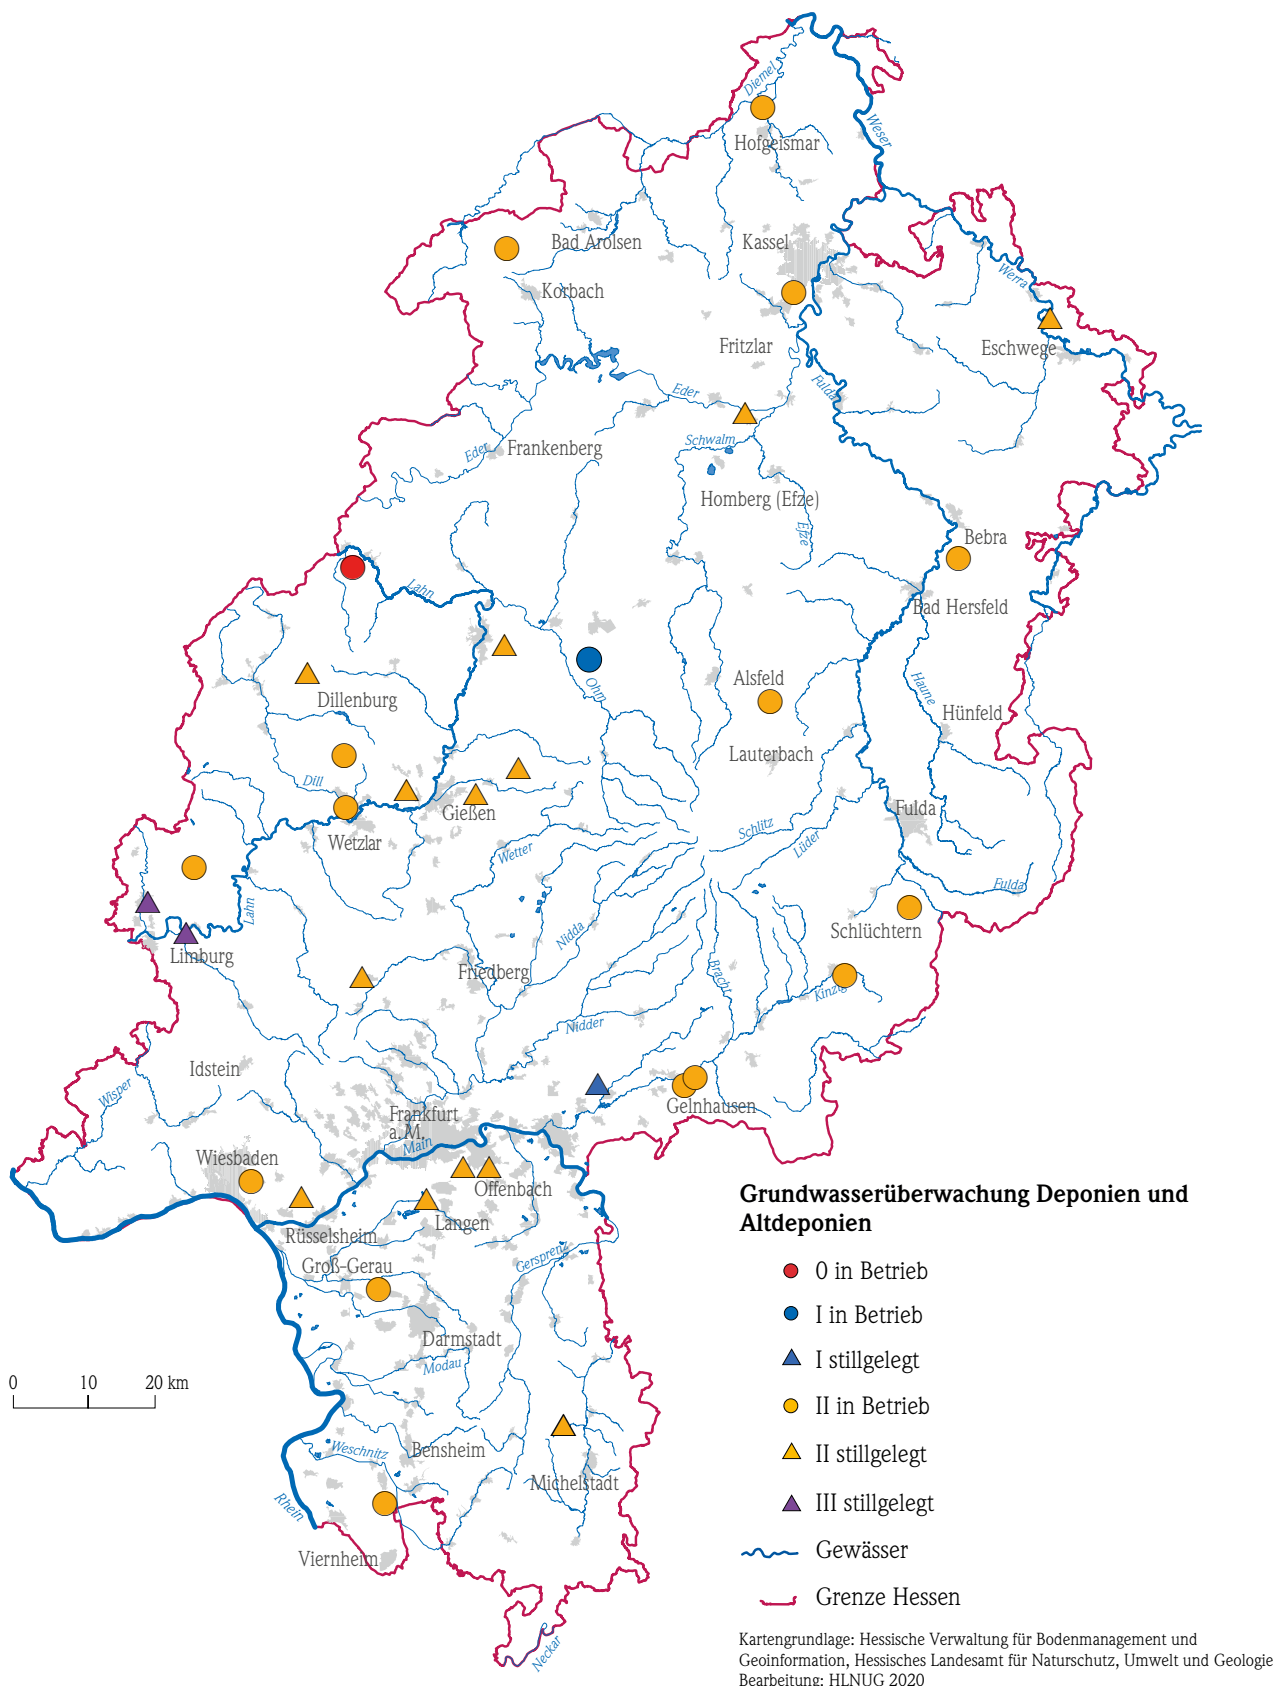 Diemel
Hofgeismar
Weser
Bad Arolsen
Kassel
Werra
Korbach
Fritzlar
Eschwege
Eder
Fulda
Schwalm
Eder
Frankenberg
Homberg (Efze)
Efze
Bebra
Lahn
Bad Hersfeld
Alsfeld
Ohm
Haune
Dillenburg
Hünfeld
Lauterbach
Dill
Gießen
Fulda
Wetzlar
Schlitz
Lüder
Wetter
Fulda
Lahn
Schlüchtern
Nidda
Limburg
Friedberg
Bracht
Kinzig
Nidder
Idstein
Wisper
Gelnhausen
Frankfurt
a. M.
Main
Wiesbaden
Offenbach
Langen
Rüsselsheim
Groß-Gerau
Gersprenz
Darmstadt
Modau
Weschnitz
Bensheim
Michelstadt
Rhein
Viernheim
Neckar
0 10 20 km
Grundwasserüberwachung Deponien und
Altdeponien
0 in Betrieb
I in Betrieb
I stillgelegt
II in Betrieb
II stillgelegt
III stillgelegt
Gewässer
Grenze Hessen
Kartengrundlage: Hessische Verwaltung für Bodenmanagement und
Geoinformation, Hessisches Landesamt für Naturschutz, Umwelt und Geologie
Bearbeitung: HLNUG 2020